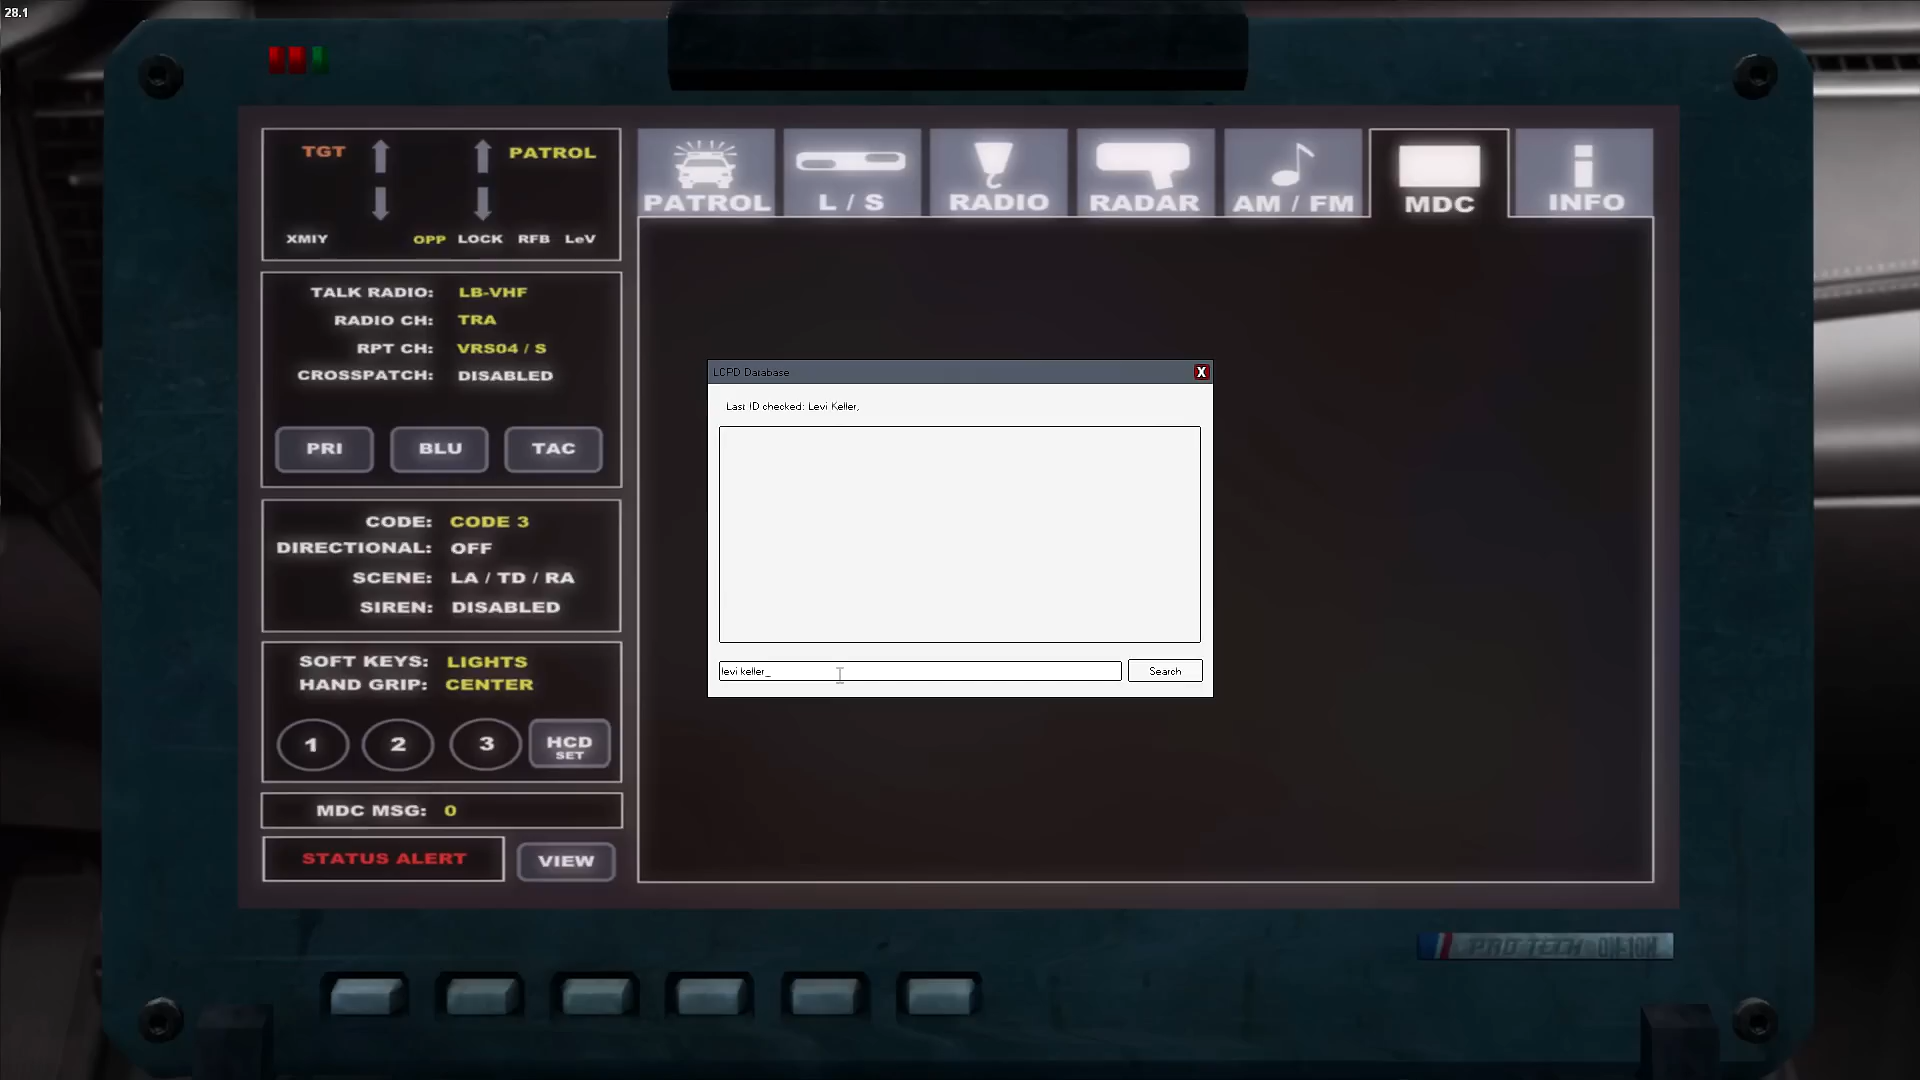 28.1
TGT
PATROL
XMIY
OPP LOCK RFB LeV
TALK RADIO: LB-VHF
RADIO CH: TRA
RPT CH: VRS04 / S
CROSSPATCH: DISABLED
PRI
BLU
TAC
CODE: CODE 3
DIRECTIONAL: OFF
SCENE: LA / TD / RA
SIREN: DISABLED
SOFT KEYS: LIGHTS
HAND GRIP: CENTER
1
2
3
HCD
SET
MDC MSG: 0
STATUS ALERT
VIEW
PATROL
L / S
RADIO
RADAR
AM / FM
MDC
INFO
LCPD Database
X
Last ID checked: Levi Keller,
levi keller_
Search
PRO TECH